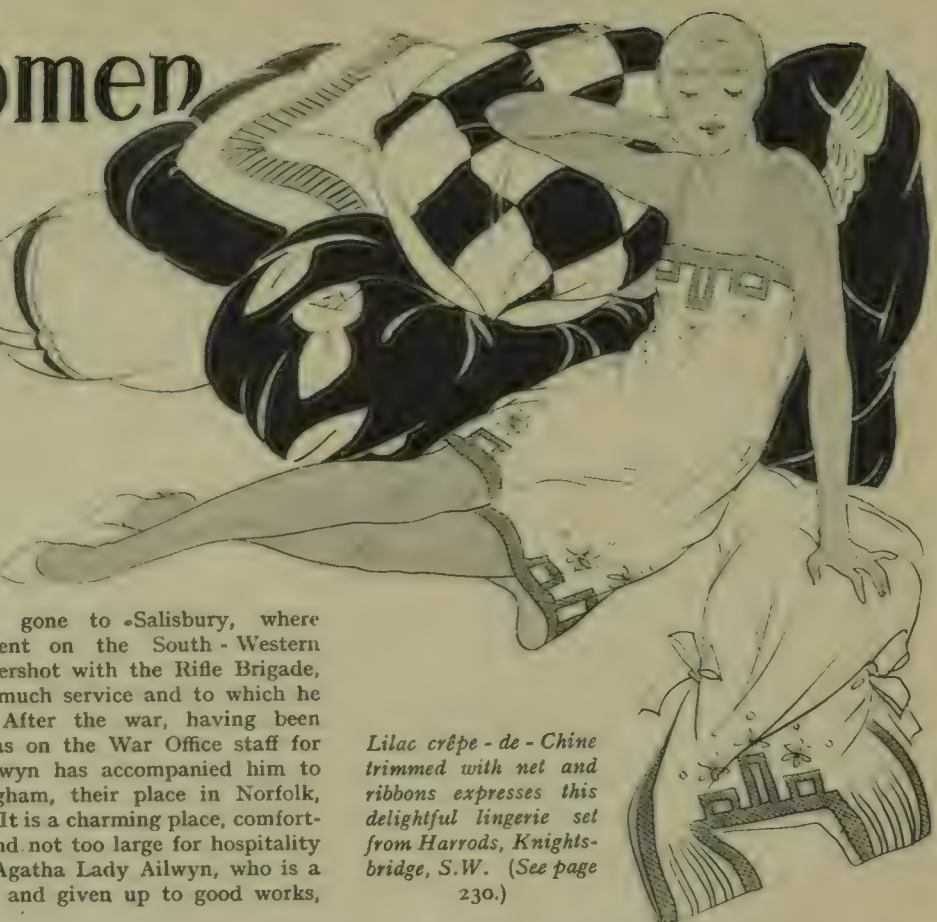 omen
gone to Salisbury, where
ent on the South - Western
ershot with the Rifle Brigade,
much service and to which he
After the war, having been
as on the War Office staff for
lwyn has accompanied him to
gham, their place in Norfolk,
It is a charming place, comfort-
nd not too large for hospitality
Agatha Lady Ailwyn, who is a
and given up to good works,
Lilac crêpe - de - Chine
trimmed with net and
ribbons expresses this
delightful lingerie set
from Harrods, Knights-
bridge, S.W. (See page
230.)